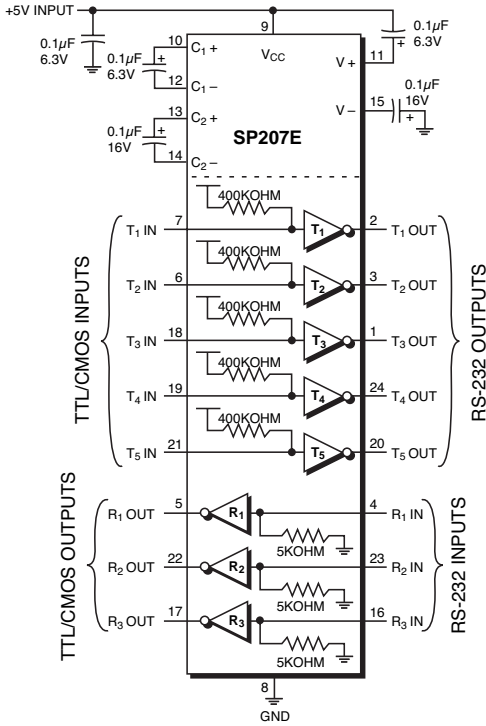 +5V INPUT
0.1µF
6.3V
9
0.1µF
6.3V
10
C1+
VCC
V+
11
0.1µF
6.3V
12
C1–
0.1µF
16V
13
C2+
V–
15
0.1µF
16V
SP207E
14
C2–
400KOHM
T1 IN
7
T1
2
T1 OUT
400KOHM
T2 IN
6
T2
3
T2 OUT
400KOHM
T3 IN
18
T3
1
T3 OUT
400KOHM
T4 IN
19
T4
24
T4 OUT
400KOHM
T5 IN
21
T5
20
T5 OUT
TTL/CMOS INPUTS
RS-232 OUTPUTS
R1 OUT
5
R1
4
R1 IN
5KOHM
R2 OUT
22
R2
23
R2 IN
5KOHM
R3 OUT
17
R3
16
R3 IN
5KOHM
TTL/CMOS OUTPUTS
RS-232 INPUTS
8
GND